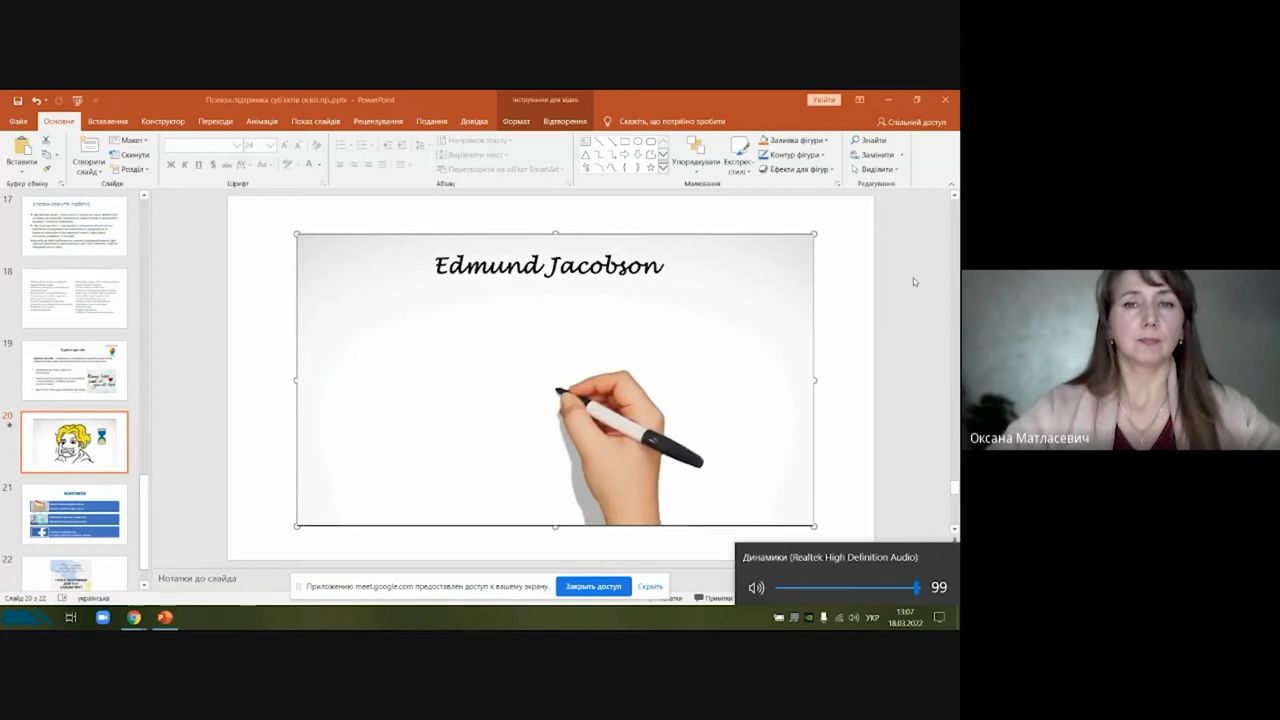 Психол.підтримка суб'єктів освіт.пр.pptx - PowerPoint
Інструменти для відео
Увійти
Файл Основне Вставлення Конструктор Переходи Анімація Показ слайдів Рецензування Подання Довідка Формат Відтворення Скажіть, що потрібно зробити Спільний доступ
Вставити
Створити слайд
Макет
Скинути
Розділ
24
Напрямок тексту
Вирівняти текст
Перетворити на об'єкт SmartArt
Упорядкувати
Експрес-стилі
Заливка фігури
Контур фігури
Ефекти для фігур
Знайти
Замінити
Виділити
Буфер обміну Слайди Шрифт Абзац Малювання Редагування
17
18
19
20
21
22
Edmund Jacobson
Оксана Матласевич
Нотатки до слайда
Приложению meet.google.com предоставлен доступ к вашему экрану.
Закрыть доступ
Скрыть
Динамики (Realtek High Definition Audio)
99
Слайд 20 з 22 українська
Примітки
УКР
13:07
18.03.2022